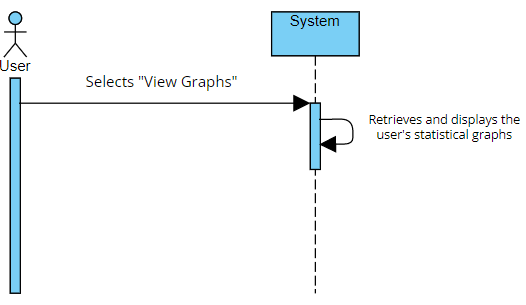 System
User
Selects "View Graphs"
Retrieves and displays the
user's statistical graphs